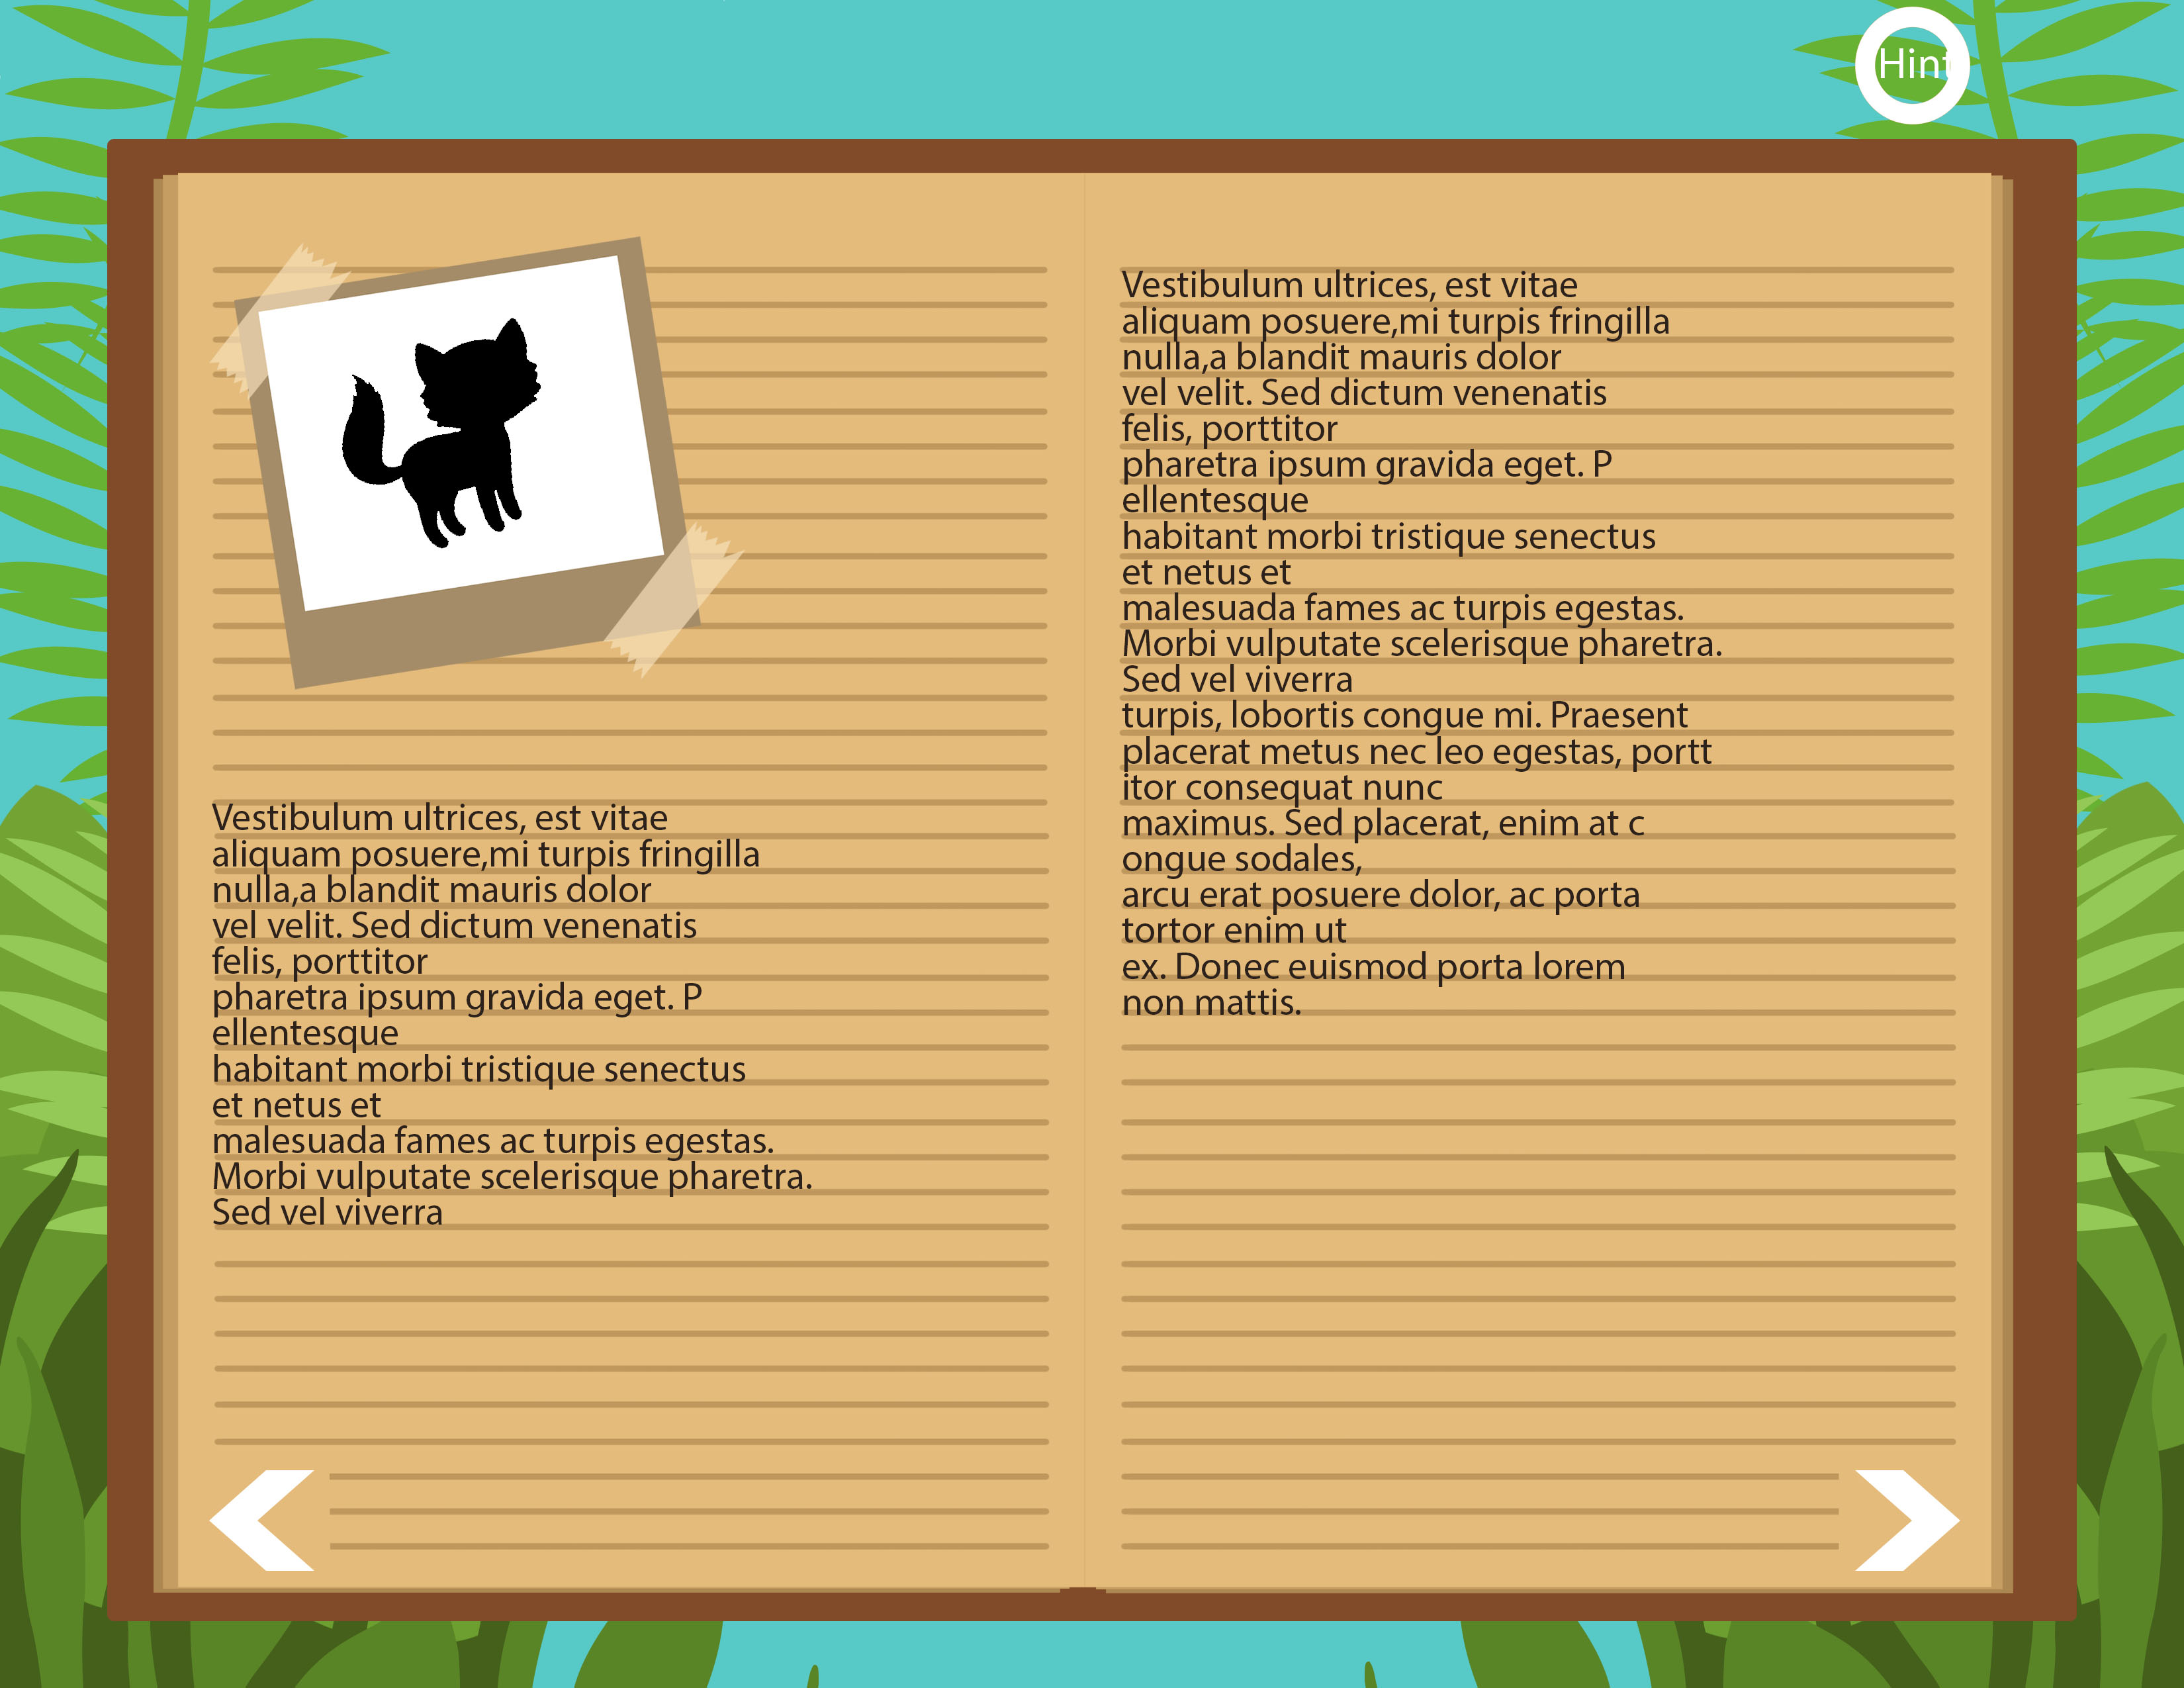 Hint
Vestibulum ultrices, est vitae
aliquam posuere,mi turpis fringilla
nulla,a blandit mauris dolor
vel velit. Sed dictum venenatis
felis, porttitor
pharetra ipsum gravida eget. P
ellentesque
habitant morbi tristique senectus
et netus et
malesuada fames ac turpis egestas.
Morbi vulputate scelerisque pharetra.
Sed vel viverra
Vestibulum ultrices, est vitae
aliquam posuere,mi turpis fringilla
nulla,a blandit mauris dolor
vel velit. Sed dictum venenatis
felis, porttitor
pharetra ipsum gravida eget. P
ellentesque
habitant morbi tristique senectus
et netus et
malesuada fames ac turpis egestas.
Morbi vulputate scelerisque pharetra.
Sed vel viverra
turpis, lobortis congue mi. Praesent
placerat metus nec leo egestas, portt
itor consequat nunc
maximus. Sed placerat, enim at c
ongue sodales,
arcu erat posuere dolor, ac porta
tortor enim ut
ex. Donec euismod porta lorem
non mattis.